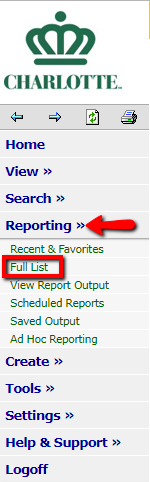 CHARLOTTE.
Home
View »
Search »
Reporting »
Recent & Favorites
Full List
View Report Output
Scheduled Reports
Saved Output
Ad Hoc Reporting
Create »
Tools »
Settings »
Help & Support »
Logoff